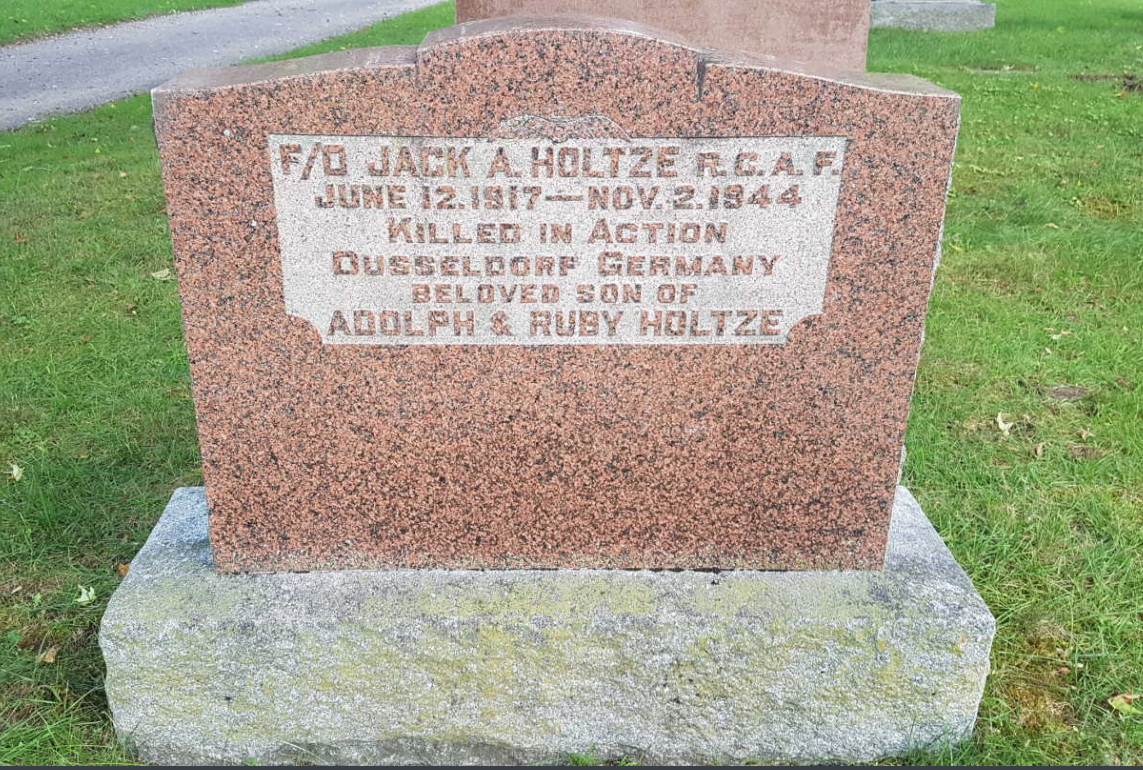 F/O JACK A. HOLTZE R.C.A.F.
JUNE 12.1917—NOV.2.1944
KILLED IN ACTION
DUSSELDORF GERMANY
BELOVED SON OF
ADOLPH & RUBY HOLTZE